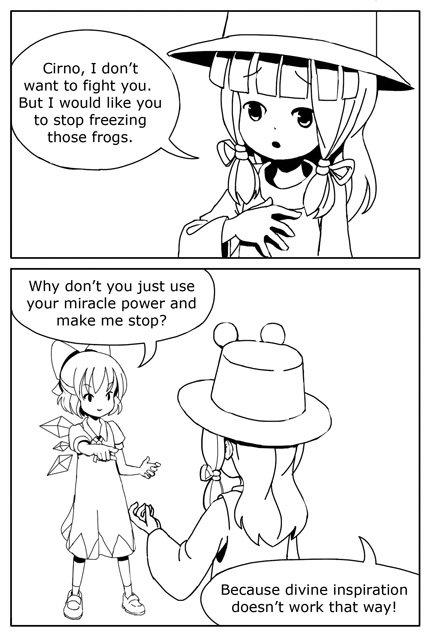 Cirno, I don't
want to fight you.
But I would like you
to stop freezing
those frogs.
Why don't you just use
your miracle power and
make me stop?
Because divine inspiration
doesn't work that way!